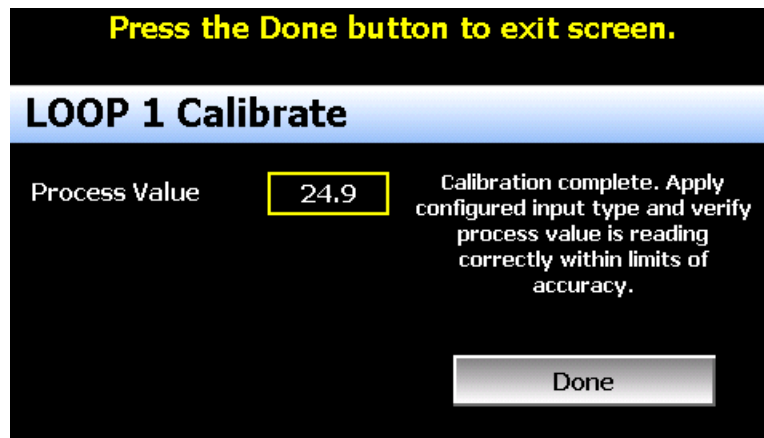 Press the Done button to exit screen.
LOOP 1 Calibrate
Process Value
24.9
Calibration complete. Apply
configured input type and verify
process value is reading
correctly within limits of
accuracy.
Done